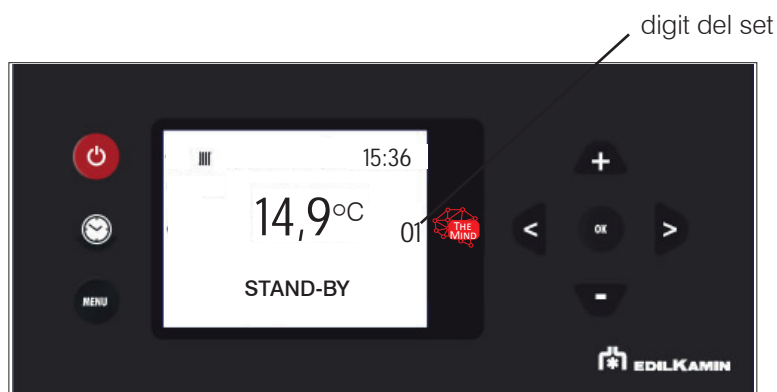 digit del set
15:36
14,9°C
01
THE
MIND
STAND-BY
MENU
+
<
OK
>
-
EDILKAMIN